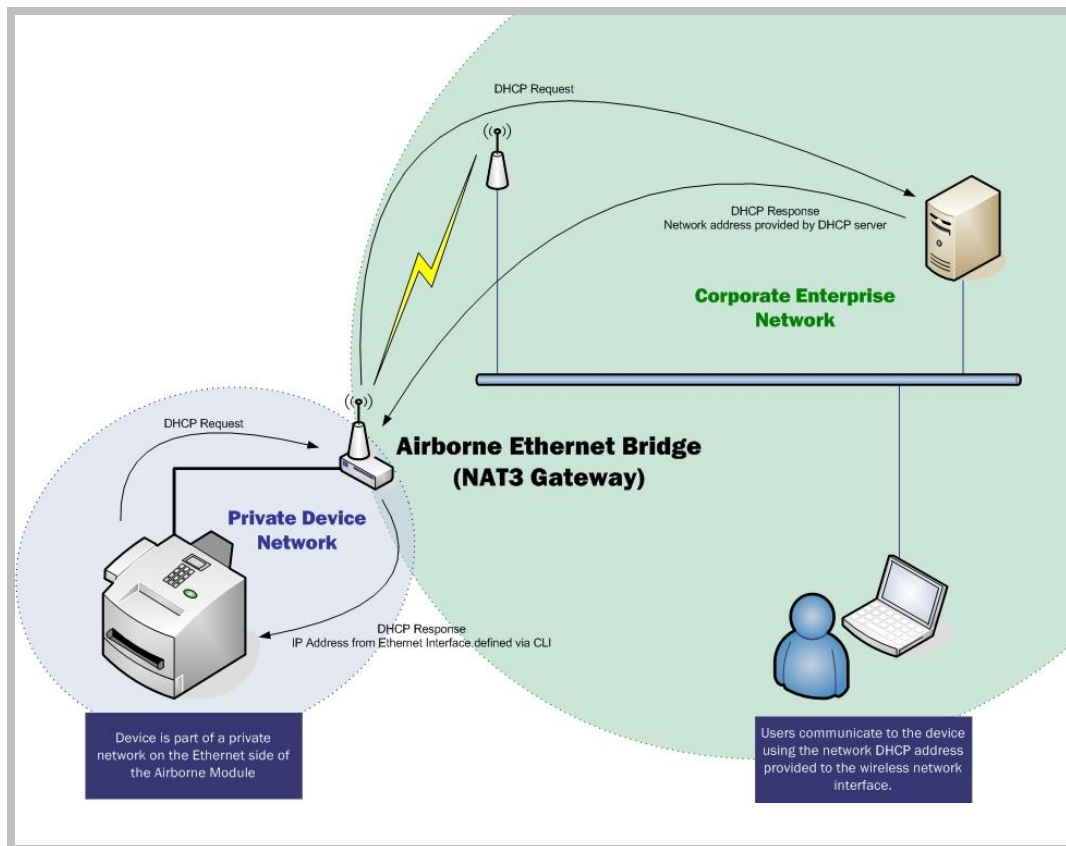 DHCP Request
DHCP Response
Network address provided by DHCP server
Corporate Enterprise
Network
DHCP Request
Airborne Ethernet Bridge
(NAT3 Gateway)
Private Device
Network
DHCP Response
IP Address from Ethernet Interface defined via CLI
Device is part of a private
network on the Ethernet side of
the Airborne Module
Users communicate to the device
using the network DHCP address
provided to the wireless network
interface.